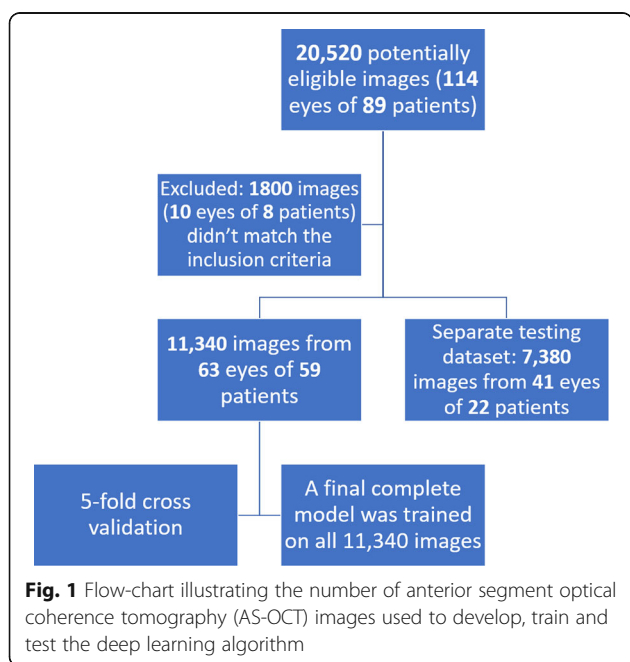 20,520 potentially
eligible images (114
eyes of 89 patients)
Excluded: 1800 images
(10 eyes of 8 patients)
didn't match the
inclusion criteria
11,340 images from
63 eyes of 59
patients
Separate testing
dataset: 7,380
images from 41 eyes
of 22 patients
5-fold cross
validation
A final complete
model was trained
on all 11,340 images
Fig. 1 Flow-chart illustrating the number of anterior segment optical
coherence tomography (AS-OCT) images used to develop, train and
test the deep learning algorithm